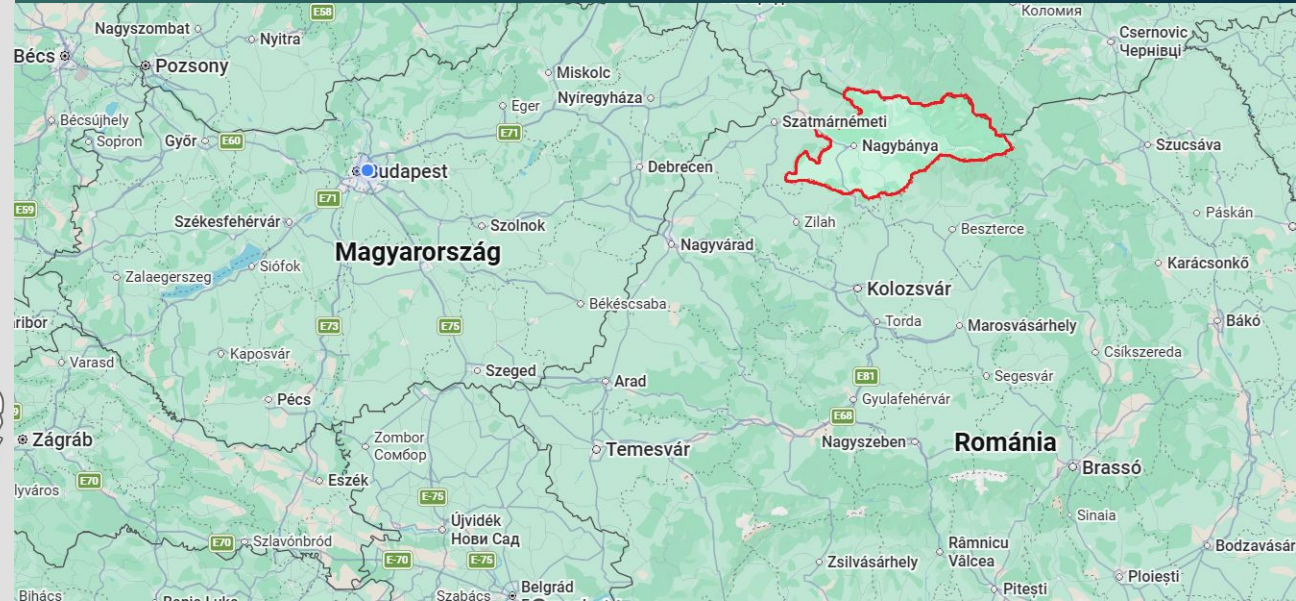 E58
Коломия
Nagyszombat
Nyitra
Csernovic
Чернівці
Bécs
Pozsony
Miskolc
Nyíregyháza
Eger
Bécsújhely
Sopron
Győr
E60
E71
Szatmárnémeti
Nagybánya
Szucsáva
Budapest
Debrecen
E71
E59
Székesfehérvár
Szolnok
Zilah
Beszterce
Páskán
Magyarország
Nagyvárad
Karácsonkő
Zalaegerszeg
Siófok
Kolozsvár
Békéscsaba
Torda
Marosvásárhely
Bákó
E73
E75
Varasd
Kaposvár
Csíkszereda
Szeged
Arad
E81
Segesvár
Pécs
Gyulafehérvár
E68
Zágráb
Zombor
Сомбор
Temesvár
Nagyszeben
Románia
Brassó
E70
Eszék
E-75
Újvidék
Нови Сад
Sinaia
E70
Szlavónbród
E-70
E-75
Râmnicu
Vâlcea
Bodzavásár
Zsilvásárhely
Ploiești
Belgrád
Pitești
Bihács
Szabács